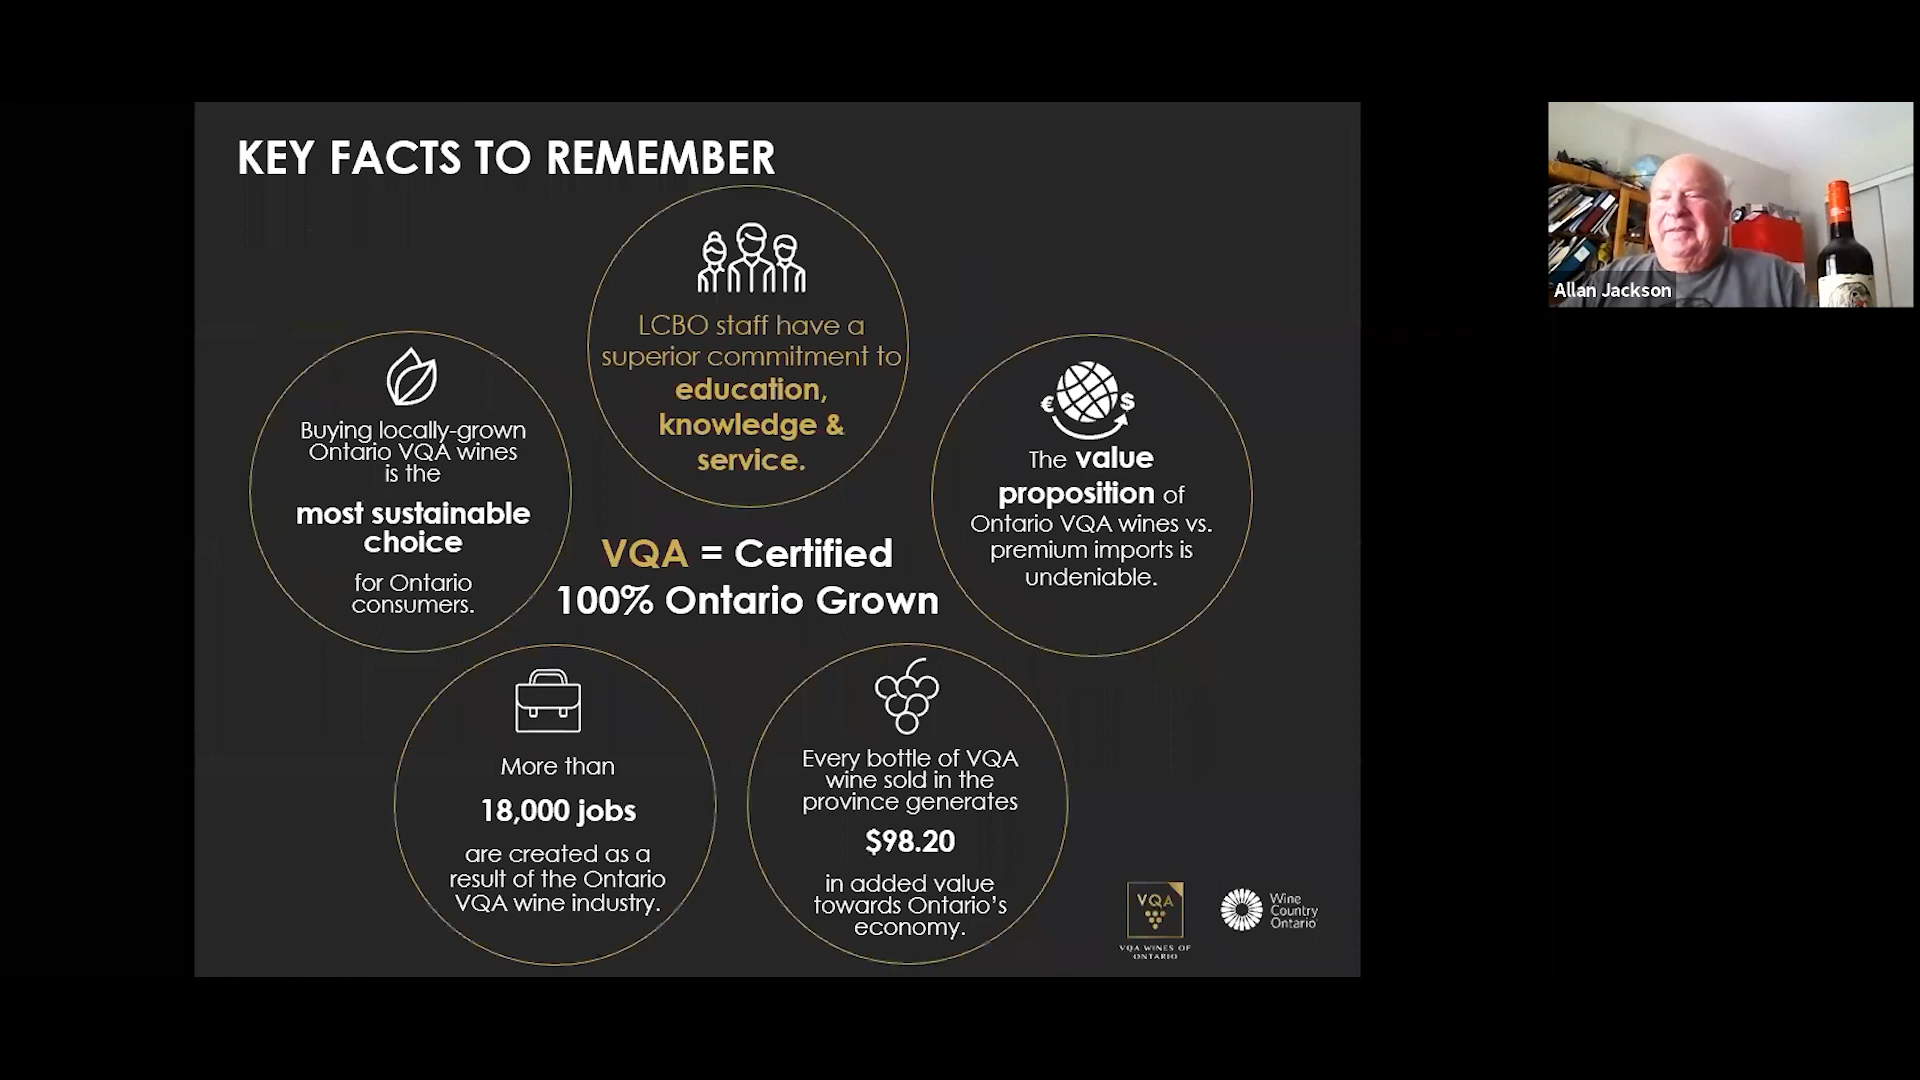 KEY FACTS TO REMEMBER
LCBO staff have a
superior commitment to
education,
knowledge &
service.
Buying locally-grown
Ontario VQA wines
is the
most sustainable
choice
for Ontario
consumers.
€ $
The value
proposition of
Ontario VQA wines vs.
premium imports is
undeniable.
VQA = Certified
100% Ontario Grown
More than
18,000 jobs
are created as a
result of the Ontario
VQA wine industry.
Every bottle of VQA
wine sold in the
province generates
$98.20
in added value
towards Ontario's
economy.
VQA
VQA WINES OF
ONTARIO
Wine
Country
Ontario
Allan Jackson